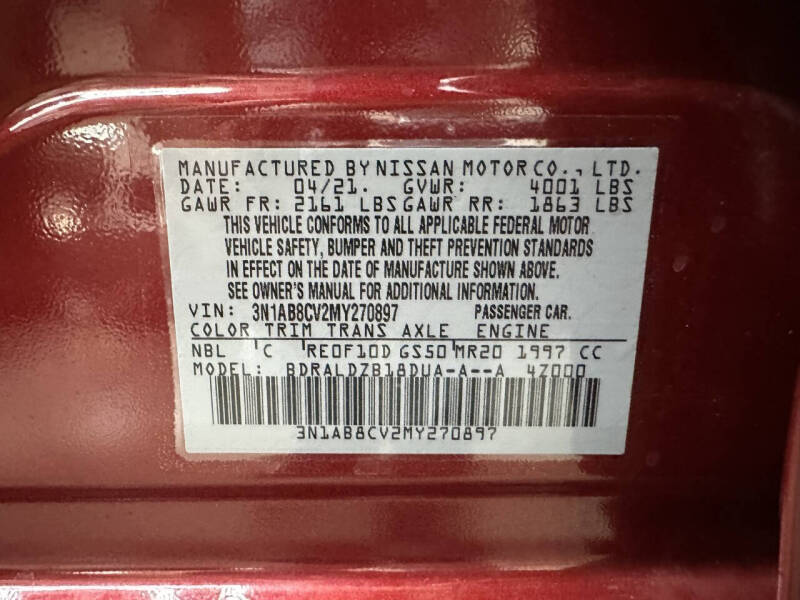 MANUFACTURED BY NISSAN MOTOR CO., LTD.
DATE: 04/21. GVWR: 4001 LBS
GAWR FR: 2161 LBS GAWR RR: 1863 LBS
THIS VEHICLE CONFORMS TO ALL APPLICABLE FEDERAL MOTOR
VEHICLE SAFETY, BUMPER AND THEFT PREVENTION STANDARDS
IN EFFECT ON THE DATE OF MANUFACTURE SHOWN ABOVE.
SEE OWNER'S MANUAL FOR ADDITIONAL INFORMATION.
VIN: 3N1AB8CV2MY270897 PASSENGER CAR.
COLOR TRIM TRANS AXLE ENGINE
NBL C RE0F10D GS50 MR20 1997 CC
MODEL: BDRALDZB18DUA-A--A 4Z000
3N1AB8CV2MY270897